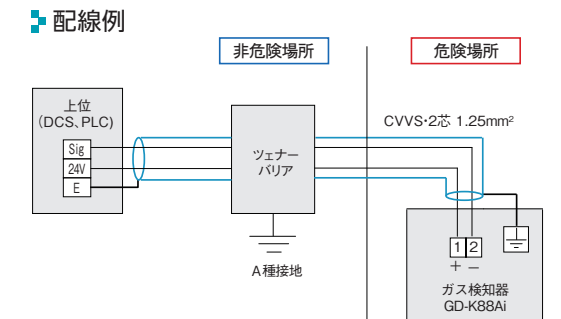 配線例
非危険場所
危険場所
上位
(DCS、PLC)
Sig
24V
E
ツェナー
バリア
A種接地
CVVS・2芯 1.25mm²
1 2
+ −
ガス検知器
GD-K88Ai